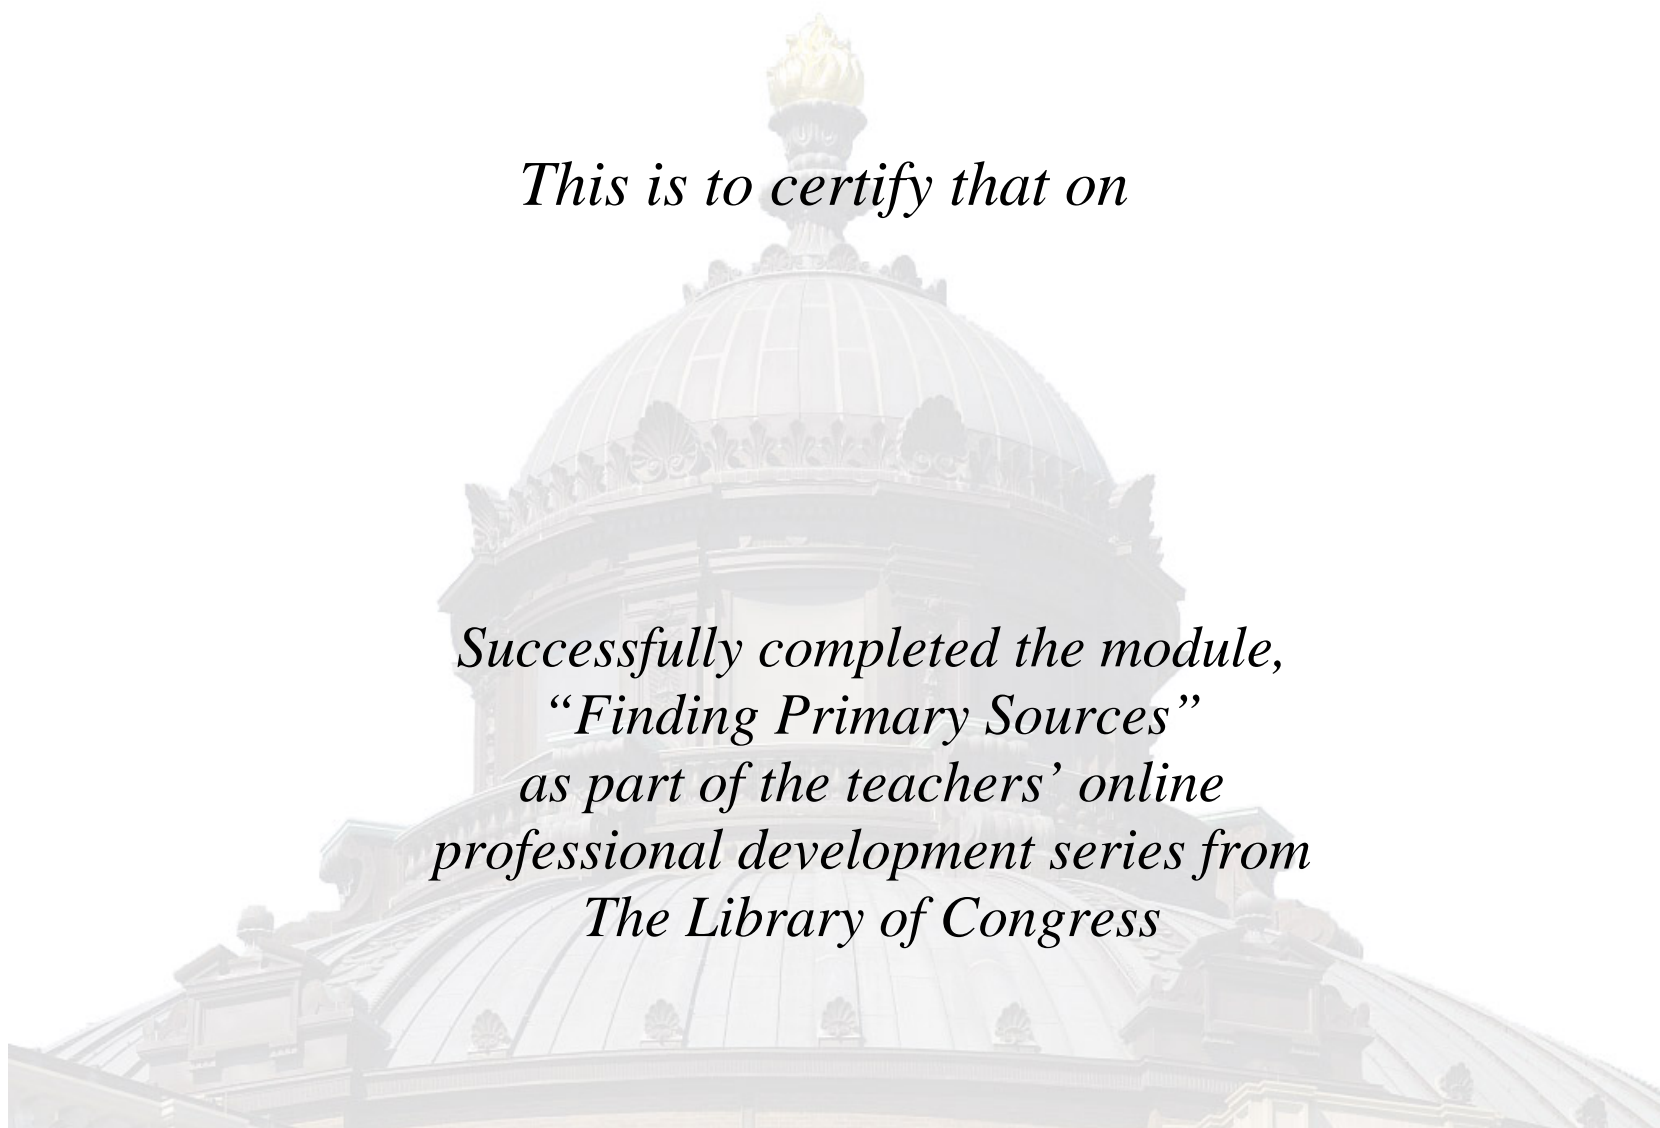 This is to certify that on
Successfully completed the module,
“Finding Primary Sources”
as part of the teachers’ online
professional development series from
The Library of Congress